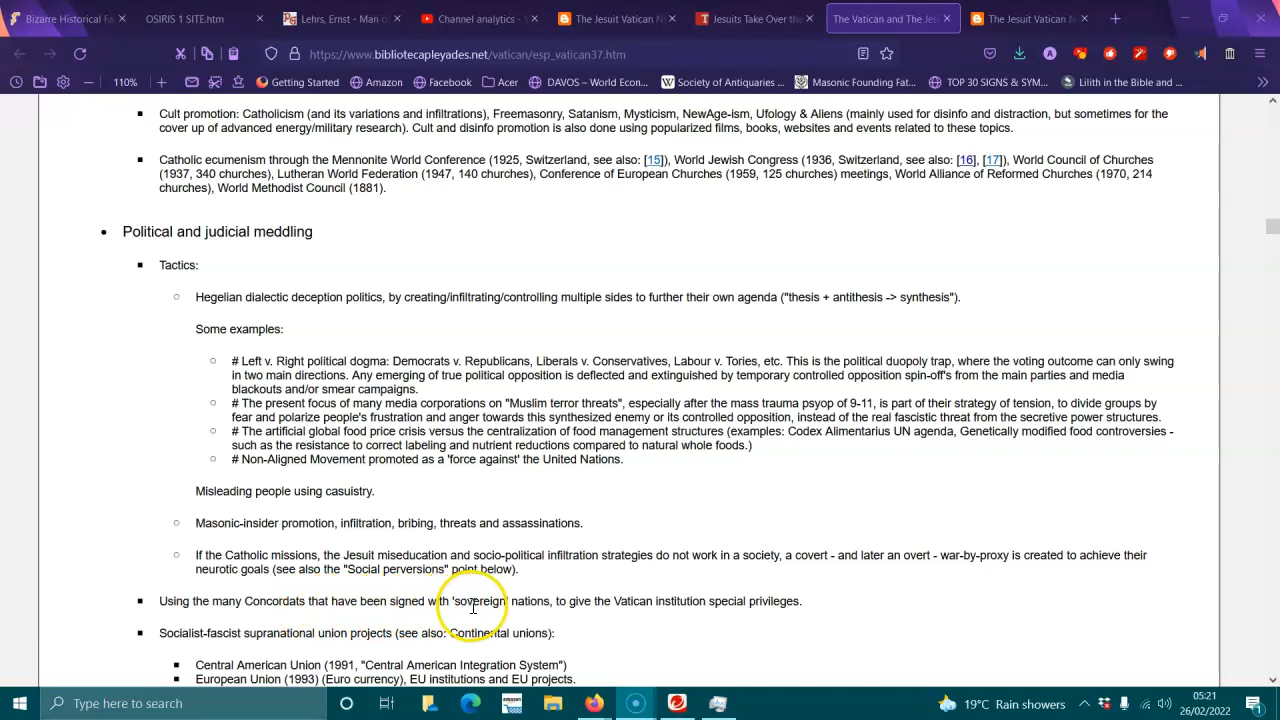 Bizarre Historical Fa
OSIRIS 1 SITE.htm
Lehrs, Ernst - Man o
Channel analytics -
The Jesuit Vatican N
Jesuits Take Over the
The Vatican and The Je
The Jesuit Vatican N
https://www.bibliotecapleyades.net/vatican/esp_vatican37.htm
110%
Getting Started
Amazon
Facebook
Acer
DAVOS – World Econ...
Society of Antiquaries ...
Masonic Founding Fat...
TOP 30 SIGNS & SYM...
Lilith in the Bible and ...
Cult promotion: Catholicism (and its variations and infiltrations), Freemasonry, Satanism, Mysticism, NewAge-ism, Ufology & Aliens (mainly used for disinfo and distraction, but sometimes for the
cover up of advanced energy/military research). Cult and disinfo promotion is also done using popularized films, books, websites and events related to these topics.
Catholic ecumenism through the Mennonite World Conference (1925, Switzerland, see also: [15]), World Jewish Congress (1936, Switzerland, see also: [16], [17]), World Council of Churches
(1937, 340 churches), Lutheran World Federation (1947, 140 churches), Conference of European Churches (1959, 125 churches) meetings, World Alliance of Reformed Churches (1970, 214
churches), World Methodist Council (1881).
Political and judicial meddling
Tactics:
Hegelian dialectic deception politics, by creating/infiltrating/controlling multiple sides to further their own agenda ("thesis + antithesis -> synthesis").
Some examples:
# Left v. Right political dogma: Democrats v. Republicans, Liberals v. Conservatives, Labour v. Tories, etc. This is the political duopoly trap, where the voting outcome can only swing
in two main directions. Any emerging of true political opposition is deflected and extinguished by temporary controlled opposition spin-off's from the main parties and media
blackouts and/or smear campaigns.
# The present focus of many media corporations on "Muslim terror threats", especially after the mass trauma psyop of 9-11, is part of their strategy of tension, to divide groups by
fear and polarize people's frustration and anger towards this synthesized enemy or its controlled opposition, instead of the real fascistic threat from the secretive power structures.
# The artificial global food price crisis versus the centralization of food management structures (examples: Codex Alimentarius UN agenda, Genetically modified food controversies -
such as the resistance to correct labeling and nutrient reductions compared to natural whole foods.)
# Non-Aligned Movement promoted as a 'force against' the United Nations.
Misleading people using casuistry.
Masonic-insider promotion, infiltration, bribing, threats and assassinations.
If the Catholic missions, the Jesuit miseducation and socio-political infiltration strategies do not work in a society, a covert - and later an overt - war-by-proxy is created to achieve their
neurotic goals (see also the "Social perversions" point below).
Using the many Concordats that have been signed with 'sovereign' nations, to give the Vatican institution special privileges.
Socialist-fascist supranational union projects (see also: Continental unions):
Central American Union (1991, "Central American Integration System")
European Union (1993) (Euro currency), EU institutions and EU projects.
Type here to search
19°C Rain showers
05:21
26/02/2022